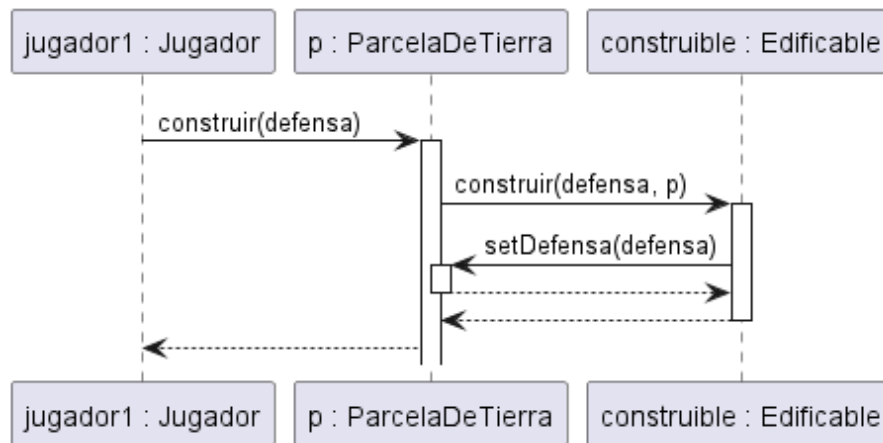 jugador1 : Jugador
p : ParcelaDeTierra
construible : Edificable
construir(defensa)
construir(defensa, p)
setDefensa(defensa)
jugador1 : Jugador
p : ParcelaDeTierra
construible : Edificable